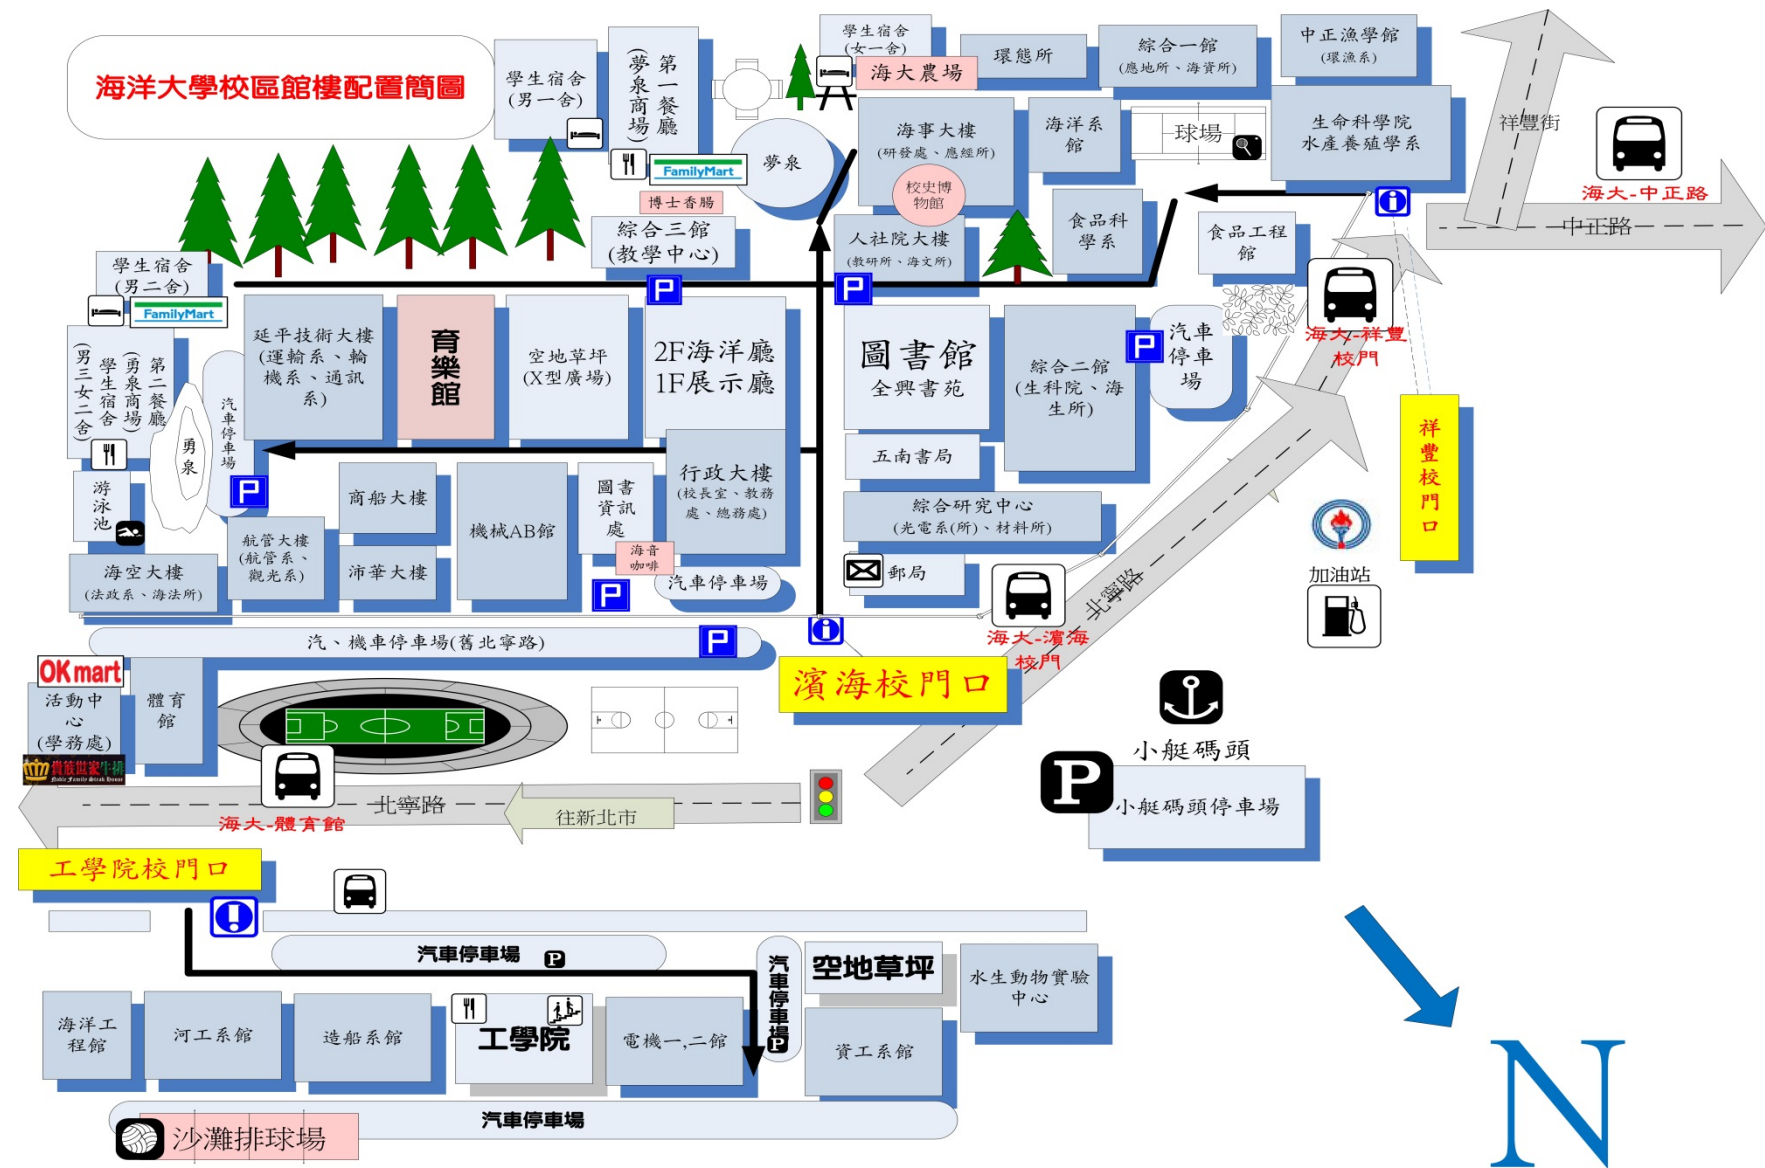 海洋大學校區館樓配置簡圖
學生宿舍
(男一舍)
第一餐廳
(夢泉商場)
FamilyMart
博士香腸
綜合三館
(教學中心)
夢泉
學生宿舍
(女一舍)
海大農場
環態所
綜合一館
(應地所、海資所)
中正漁學館
(環漁系)
海事大樓
(研發處、應經所)
校史博
物館
海洋系
館
球場
生命科學院
水產養殖學系
人社院大樓
(教研所、海文所)
食品科
學系
食品工程
館
祥豐街
海大-中正路
中正路
學生宿舍
(男二舍)
FamilyMart
延平技術大樓
(運輸系、輪
機系、通訊
系)
育樂館
空地草坪
(X型廣場)
2F海洋廳
1F展示廳
P
P
圖書館
全興書苑
綜合二館
(生科院、海
生所)
P
汽車
停車
場
海大-祥豐
校門
第二餐廳
(勇泉商場)
學生宿舍
(男三女二舍)
勇泉
汽車停車場
P
游泳池
商船大樓
機械AB館
圖書
資訊
處
海音
咖啡
行政大樓
(校長室、教務
處、總務處)
五南書局
綜合研究中心
(光電系(所)、材料所)
郵局
祥豐校門口
加油站
海空大樓
(法政系、海法所)
航管大樓
(航管系、
觀光系)
沛華大樓
P
汽車停車場
海大-濱海
校門
北寧路
汽、機車停車場(舊北寧路)
P
濱海校門口
OK mart
活動中
心
(學務處)
貴族世家牛排
Noble Family Steak House
體育
館
海大-體育館
北寧路
往新北市
小艇碼頭
P
小艇碼頭停車場
工學院校門口
汽車停車場
P
汽車停車場
P
空地草坪
水生動物實驗
中心
海洋工
程館
河工系館
造船系館
工學院
電機一,二館
資工系館
汽車停車場
沙灘排球場
N